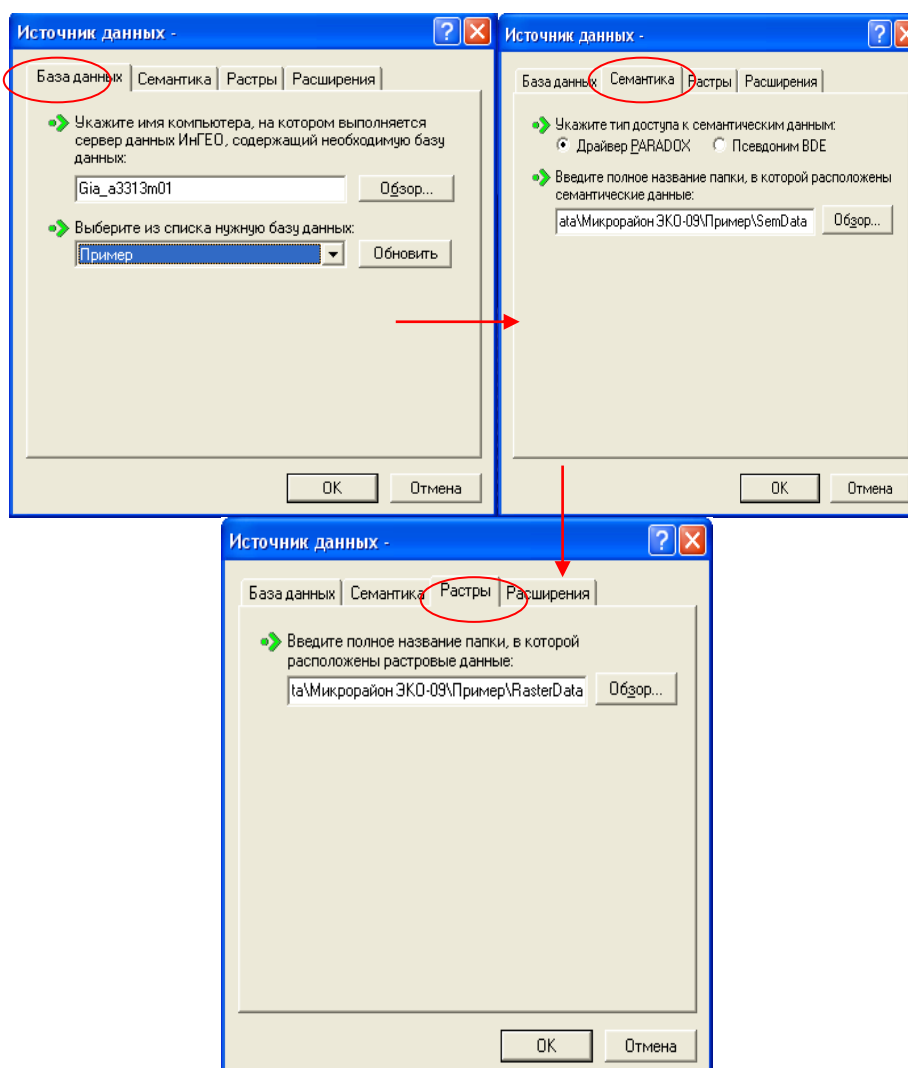 Источник данных -
База данных Семантика Растры Расширения
Укажите имя компьютера, на котором выполняется
сервер данных ИнГЕО, содержащий необходимую базу
данных:
Gia_a3313m01 Обзор...
Выберите из списка нужную базу данных:
Пример Обновить
OK Отмена
Источник данных -
База данных Семантика Растры Расширения
Укажите тип доступа к семантическим данным:
Драйвер PARADOX Псевдоним BDE
Введите полное название папки, в которой расположены
семантические данные:
ata\Микрорайон ЭКО-09\Пример\SemData Обзор...
OK Отмена
Источник данных -
База данных Семантика Растры Расширения
Введите полное название папки, в которой
расположены растровые данные:
ta\Микрорайон ЭКО-09\Пример\RasterData Обзор...
OK Отмена